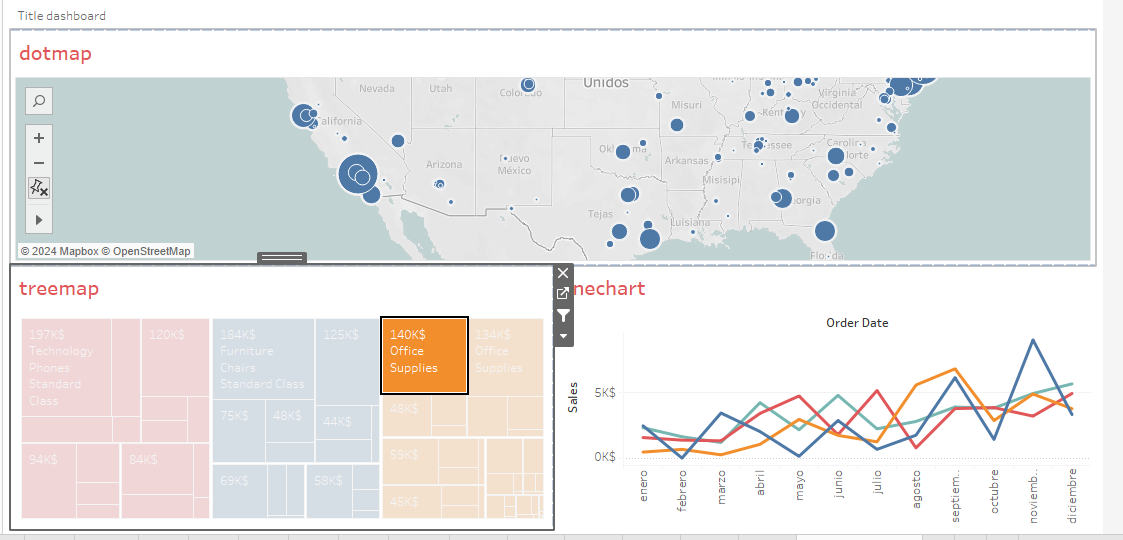 Title dashboard
dotmap
Nevada
Utah
Colorado
Unidos
Misuri
Virginia
Occidental
California
Arizona
Nuevo
México
Arkansas
Tennessee
Carolina
Norte
Misisipi
Georgia
Tejas
Luisiana
Florida
© 2024 Mapbox © OpenStreetMap
treemap
197K$
Technology
Phones
Standard
Class
120K$
184K$
Furniture
Chairs
Standard Class
125K$
140K$
Office
Supplies
134K$
Office
Supplies
75K$
48K$
44K$
48K$
94K$
84K$
69K$
58K$
55K$
45K$
nechart
Order Date
Sales
5K$
0K$
enero
febrero
marzo
abril
mayo
junio
julio
agosto
septiem..
octubre
noviemb..
diciembre